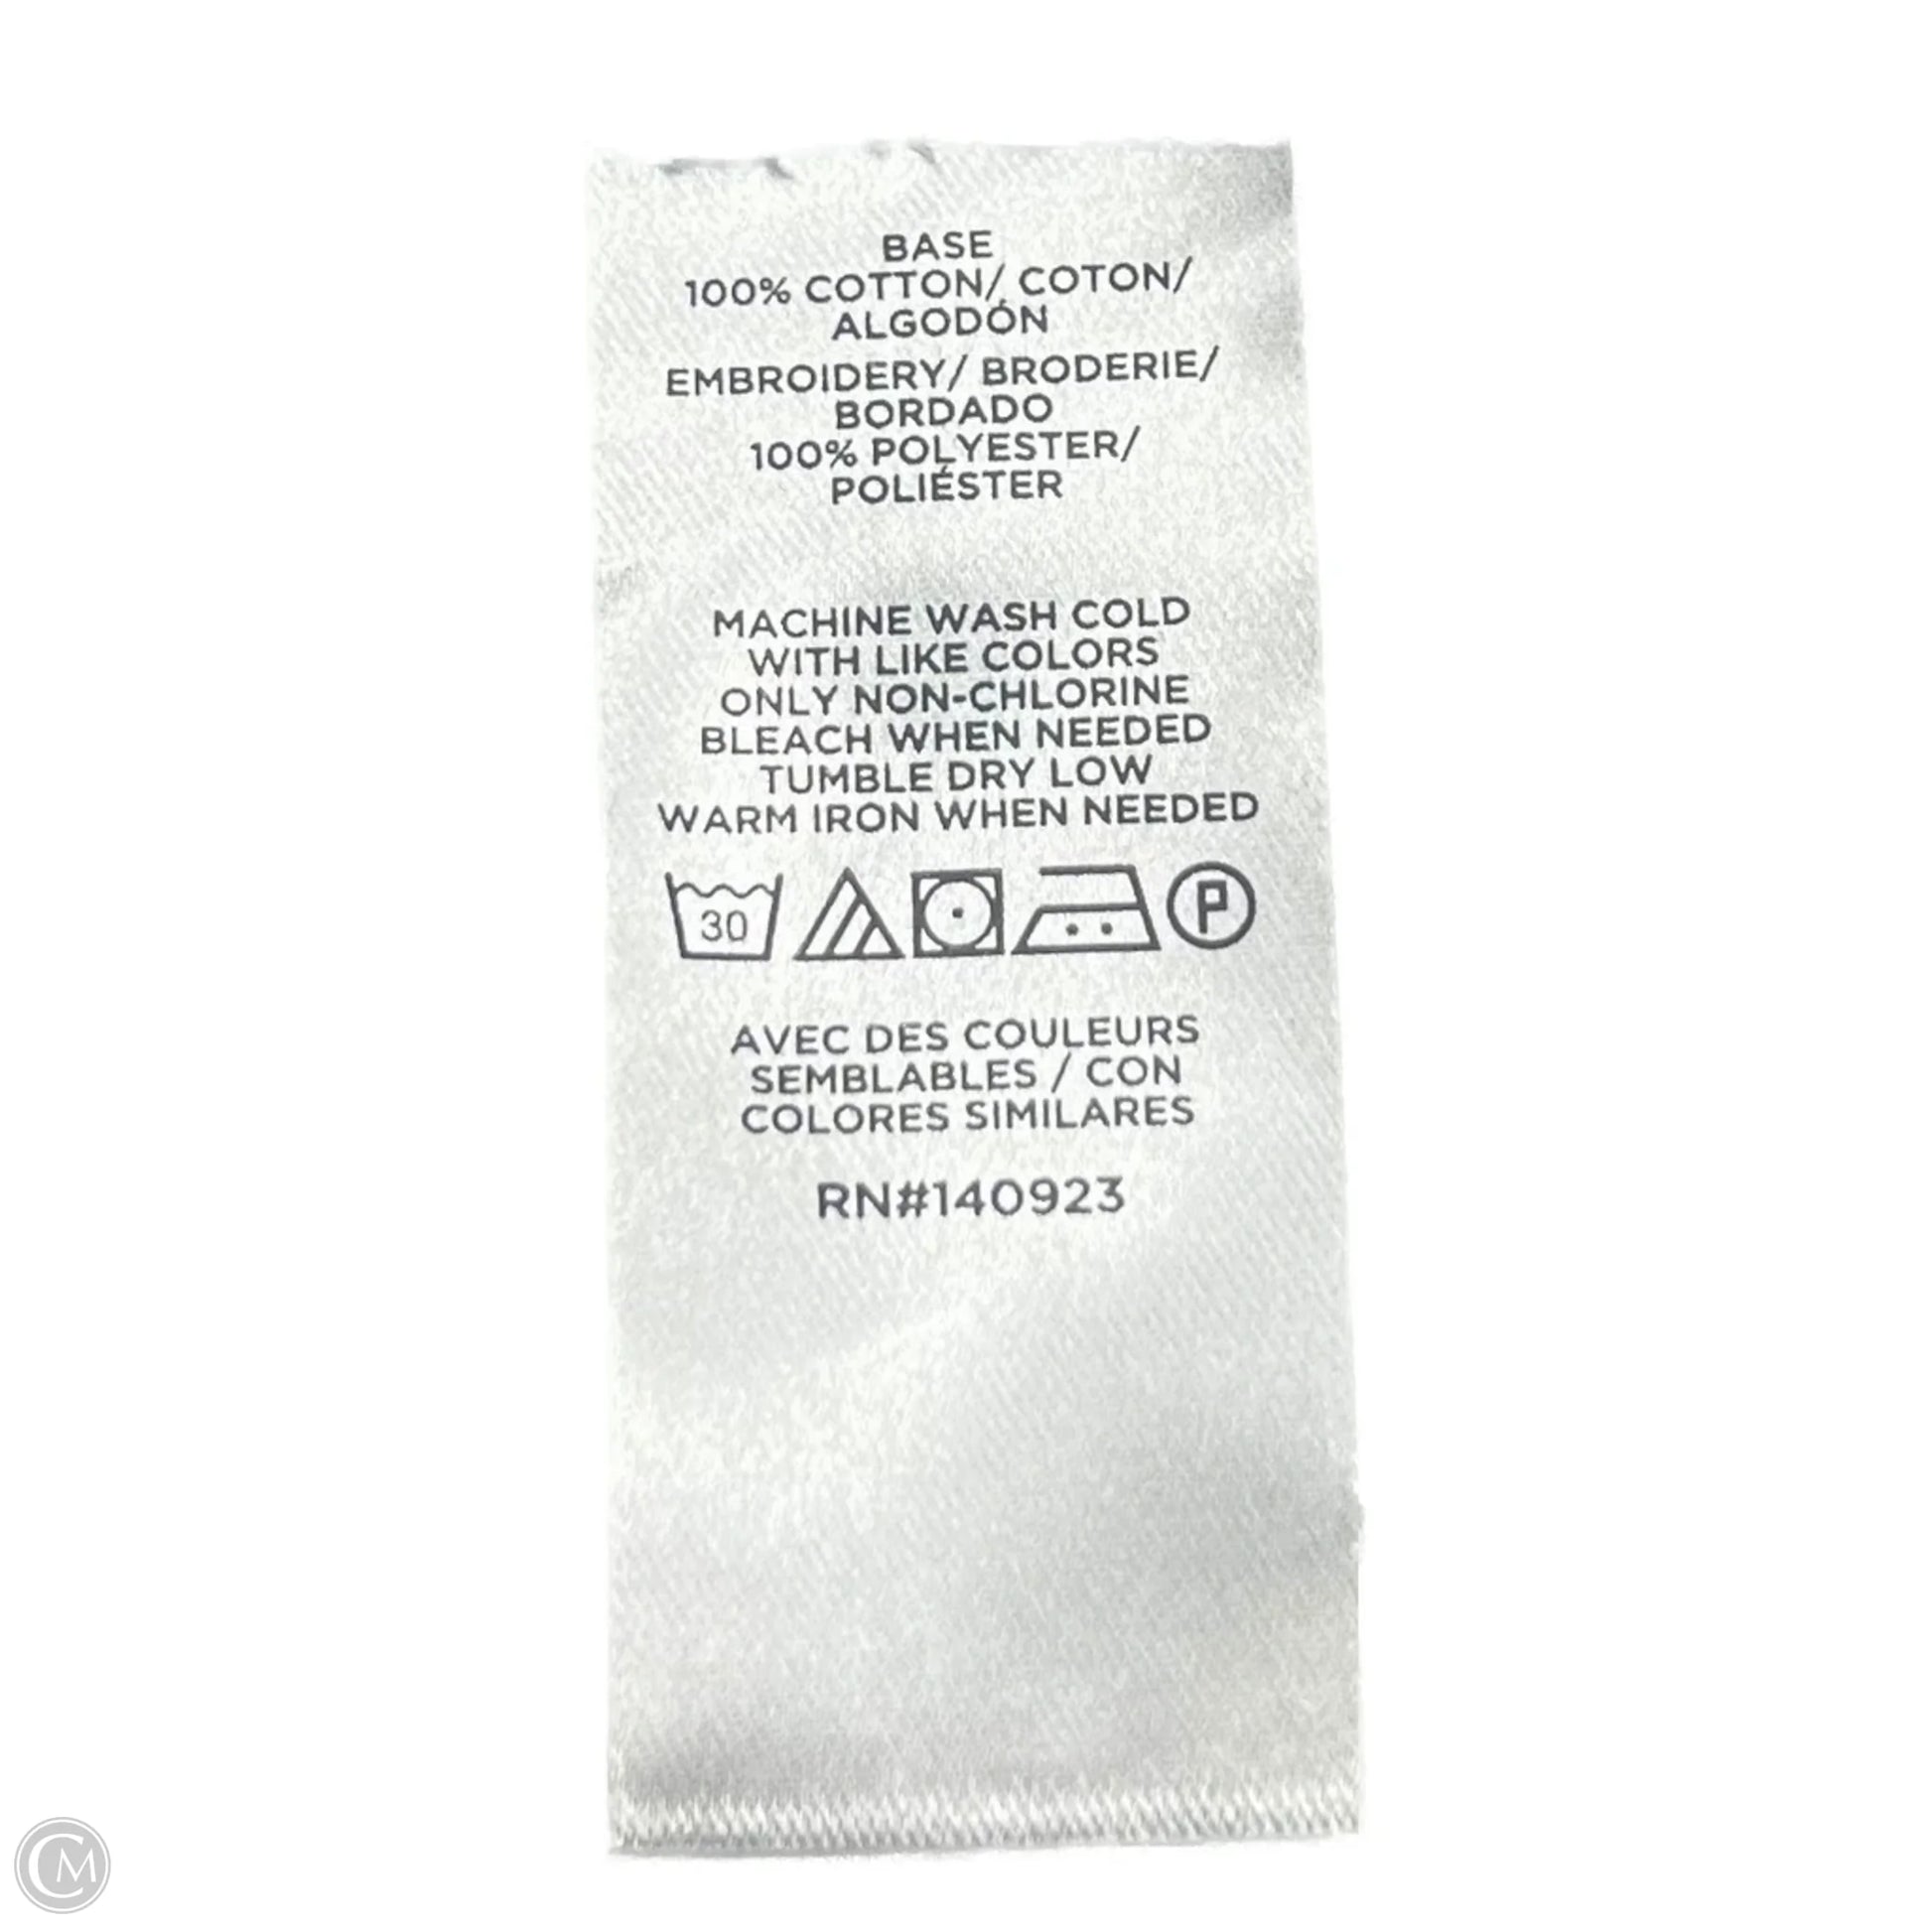 BASE
100% COTTON/ COTON/
ALGODÓN
EMBROIDERY/ BRODERIE/
BORDADO
100% POLYESTER/
POLIÉSTER
MACHINE WASH COLD
WITH LIKE COLORS
ONLY NON-CHLORINE
BLEACH WHEN NEEDED
TUMBLE DRY LOW
WARM IRON WHEN NEEDED
30 P
AVEC DES COULEURS
SEMBLABLES / CON
COLORES SIMILARES
RN#140923
CM